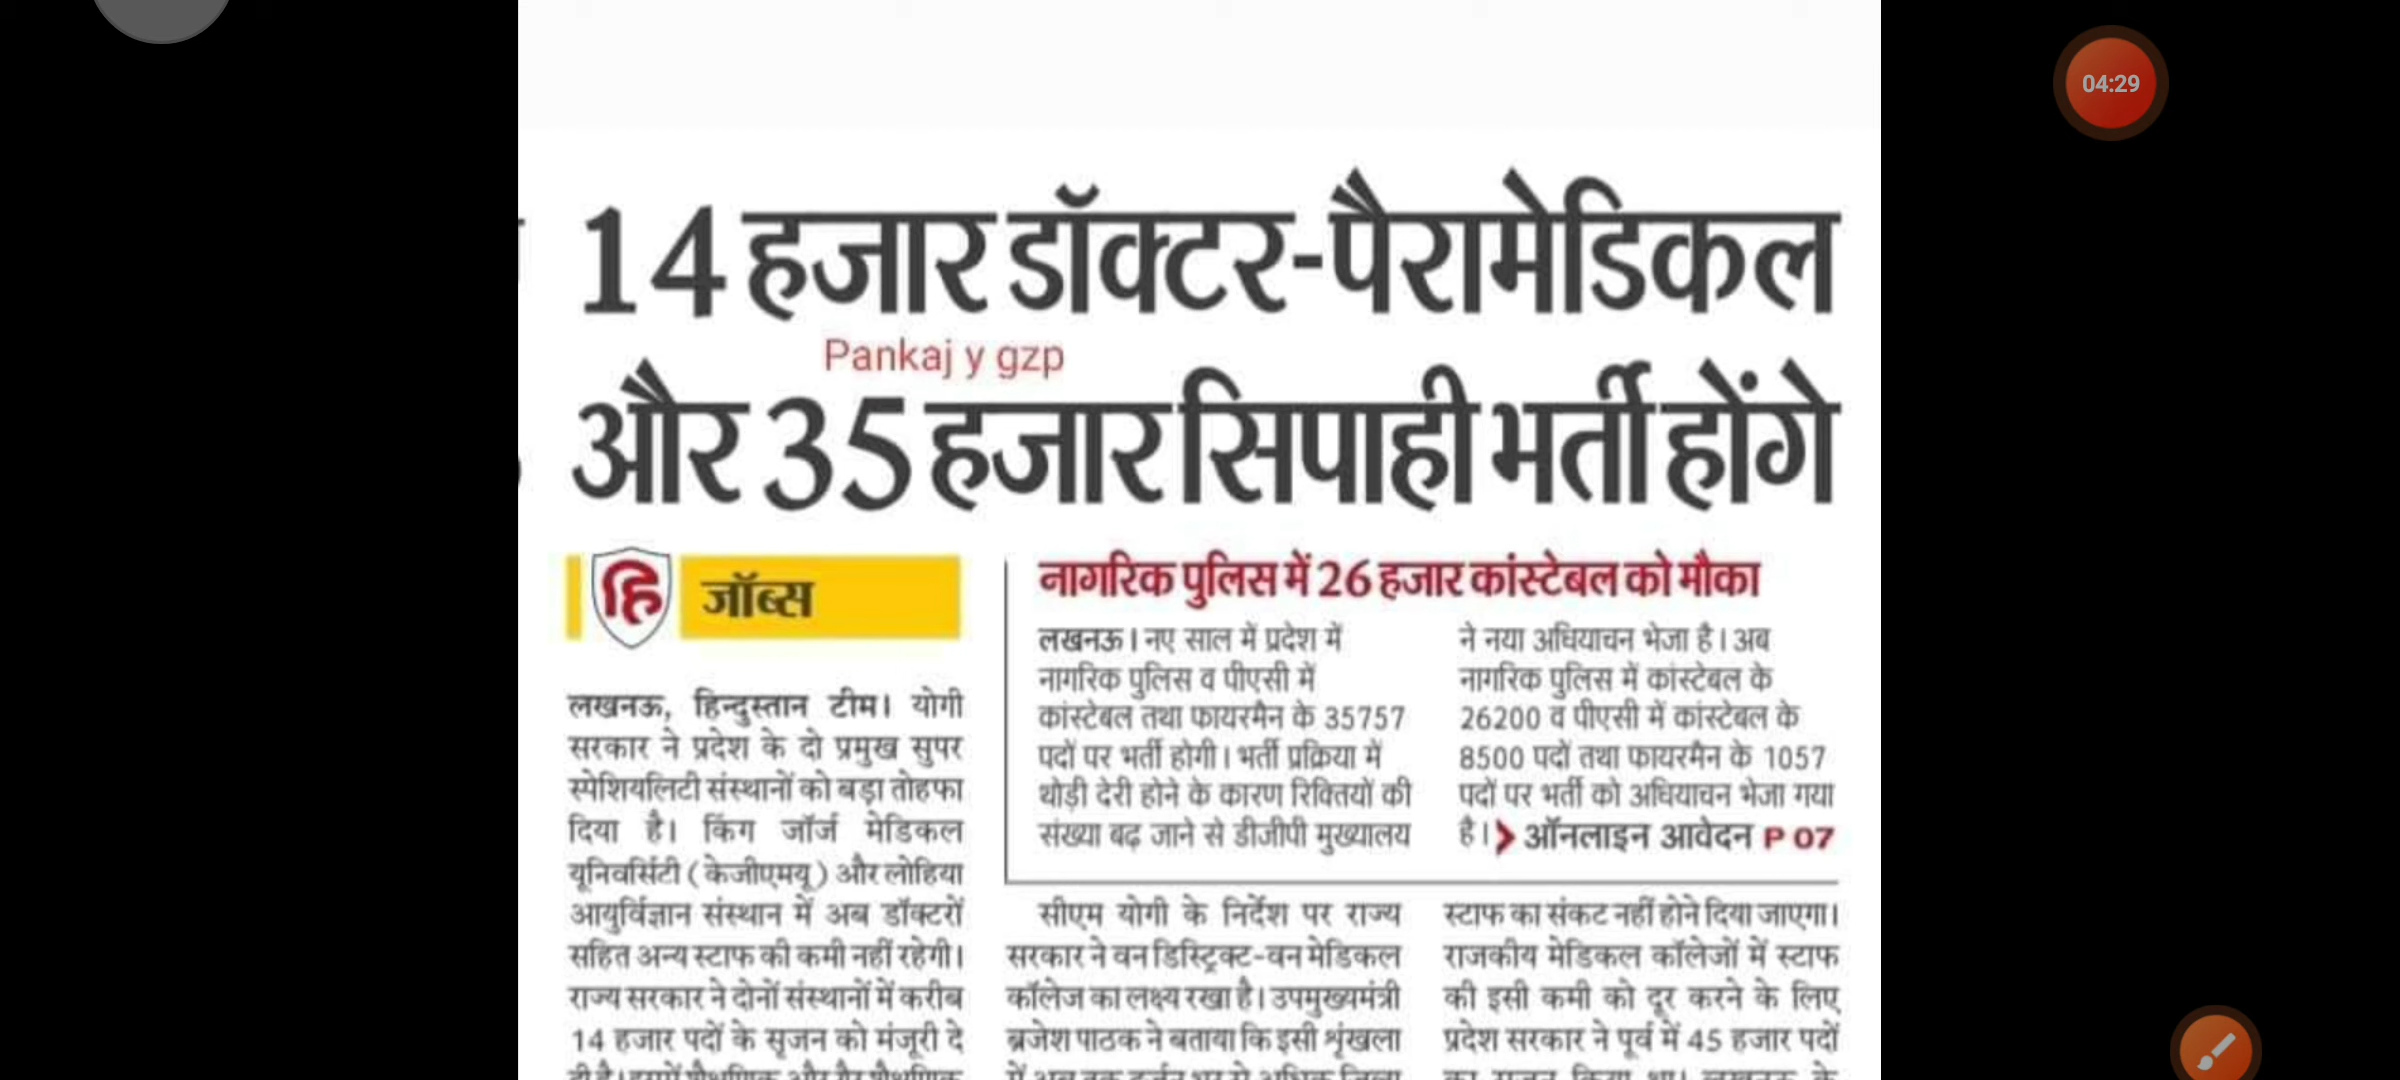 04:29
14 हजार डॉक्टर-पैरामेडिकल
Pankaj y gzp
और 35 हजार सिपाही भर्ती होंगे
हि जॉब्स
लखनऊ, हिन्दुस्तान टीम। योगी
सरकार ने प्रदेश के दो प्रमुख सुपर
स्पेशियलिटी संस्थानों को बड़ा तोहफा
दिया है। किंग जॉर्ज मेडिकल
यूनिवर्सिटी (केजीएमयू) और लोहिया
आयुर्विज्ञान संस्थान में अब डॉक्टरों
सहित अन्य स्टाफ की कमी नहीं रहेगी।
राज्य सरकार ने दोनों संस्थानों में करीब
14 हजार पदों के सृजन को मंजूरी दे
नागरिक पुलिस में 26 हजार कांस्टेबल को मौका
लखनऊ। नए साल में प्रदेश में
नागरिक पुलिस व पीएसी में
कांस्टेबल तथा फायरमैन के 35757
पदों पर भर्ती होगी। भर्ती प्रक्रिया में
थोड़ी देरी होने के कारण रिक्तियों की
संख्या बढ़ जाने से डीजीपी मुख्यालय
ने नया अधियाचन भेजा है। अब
नागरिक पुलिस में कांस्टेबल के
26200 व पीएसी में कांस्टेबल के
8500 पदों तथा फायरमैन के 1057
पदों पर भर्ती को अधियाचन भेजा गया
है। ऑनलाइन आवेदन P 07
सीएम योगी के निर्देश पर राज्य
सरकार ने वन डिस्ट्रिक्ट-वन मेडिकल
कॉलेज का लक्ष्य रखा है। उपमुख्यमंत्री
ब्रजेश पाठक ने बताया कि इसी शृंखला
स्टाफ का संकट नहीं होने दिया जाएगा।
राजकीय मेडिकल कॉलेजों में स्टाफ
की इसी कमी को दूर करने के लिए
प्रदेश सरकार ने पूर्व में 45 हजार पदों